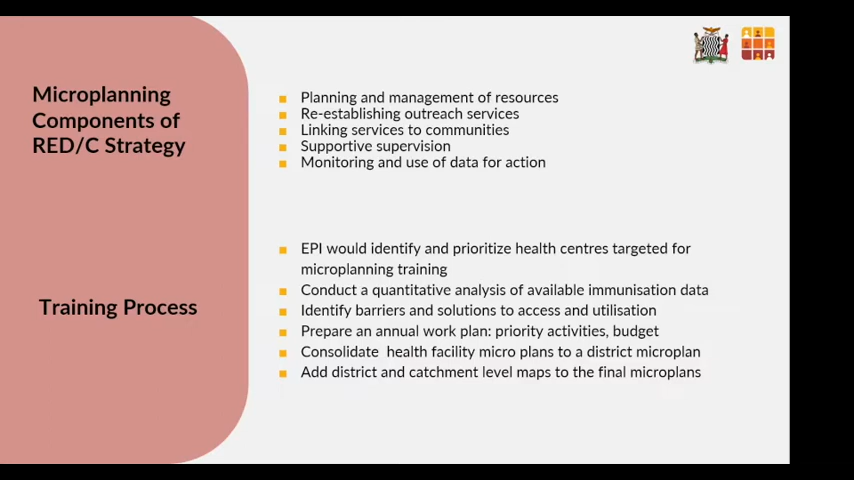 Microplanning
Components of
RED/C Strategy
Planning and management of resources
Re-establishing outreach services
Linking services to communities
Supportive supervision
Monitoring and use of data for action
Training Process
EPI would identify and prioritize health centres targeted for
microplanning training
Conduct a quantitative analysis of available immunisation data
Identify barriers and solutions to access and utilisation
Prepare an annual work plan: priority activities, budget
Consolidate  health facility micro plans to a district microplan
Add district and catchment level maps to the final microplans